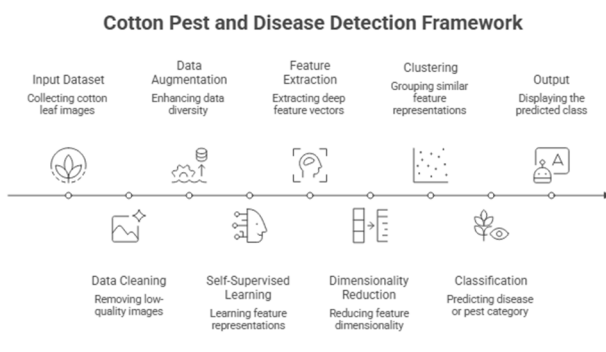 Cotton Pest and Disease Detection Framework
Input Dataset
Collecting cotton
leaf images
Data
Augmentation
Enhancing data
diversity
Feature
Extraction
Extracting deep
feature vectors
Clustering
Grouping similar
feature
representations
Output
Displaying the
predicted class
A
Data Cleaning
Removing low-
quality images
Self-Supervised
Learning
Learning feature
representations
Dimensionality
Reduction
Reducing feature
dimensionality
Classification
Predicting disease
or pest category